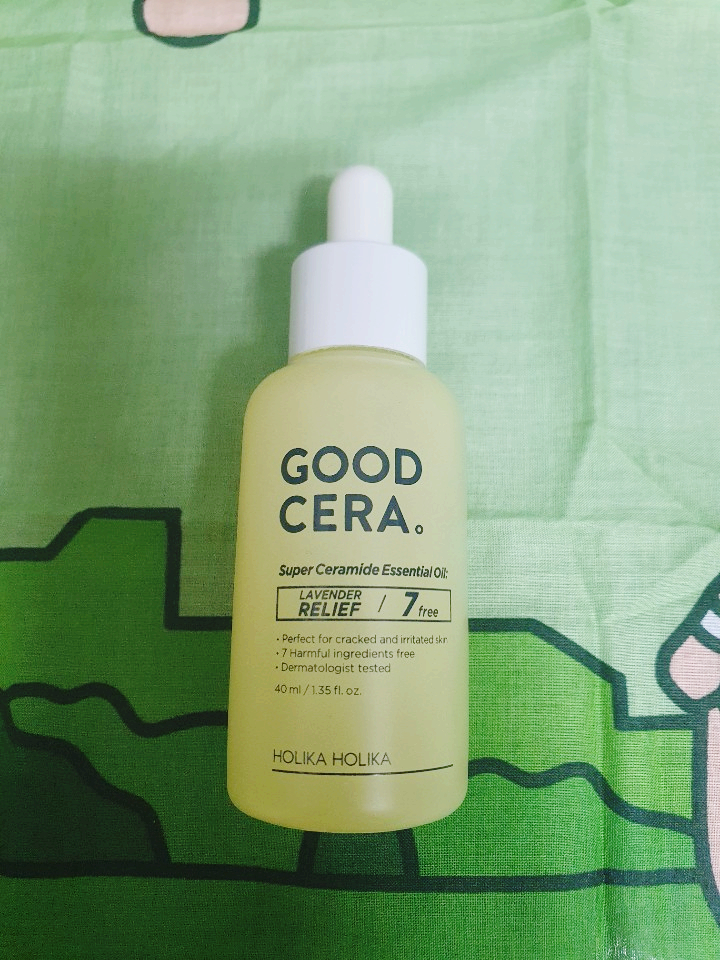 GOOD
CERA.
Super Ceramide Essential Oil:
LAVENDER
RELIEF / 7 free
• Perfect for cracked and irritated skin
• 7 Harmful ingredients free
• Dermatologist tested
40 ml / 1.35 fl. oz.
HOLIKA HOLIKA